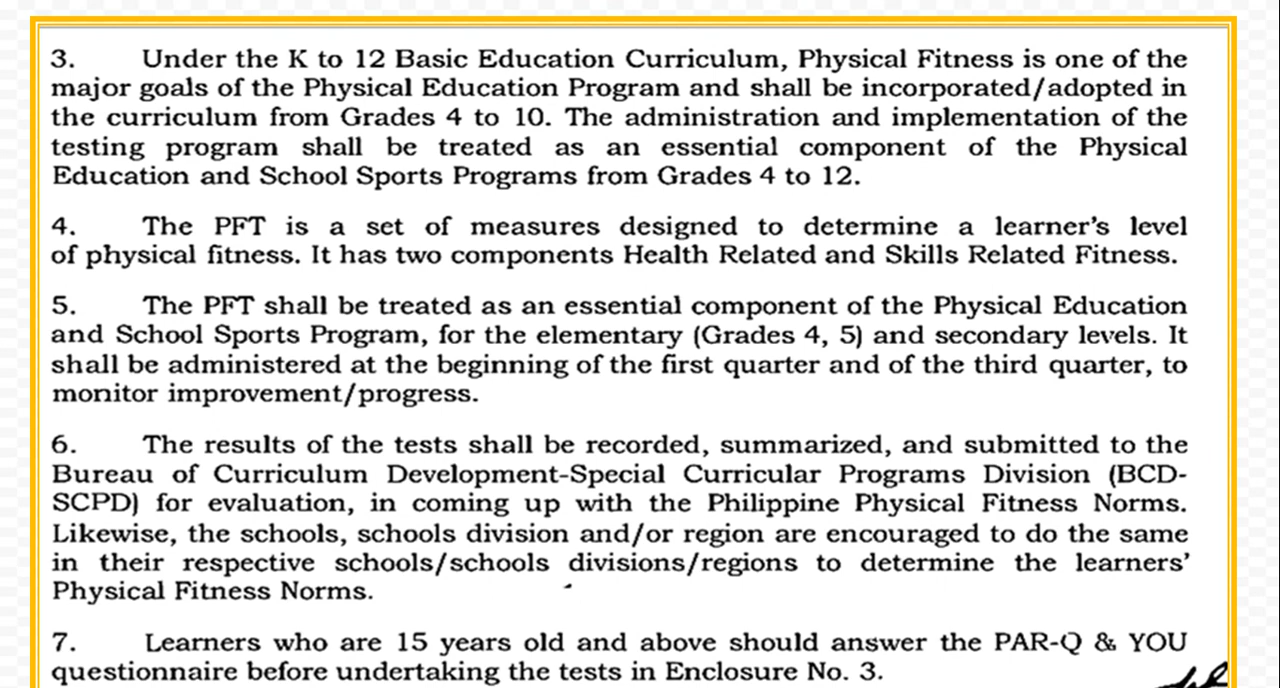 3. Under the K to 12 Basic Education Curriculum, Physical Fitness is one of the
major goals of the Physical Education Program and shall be incorporated/adopted in
the curriculum from Grades 4 to 10. The administration and implementation of the
testing program shall be treated as an essential component of the Physical
Education and School Sports Programs from Grades 4 to 12.
4. The PFT is a set of measures designed to determine a learner's level
of physical fitness. It has two components Health Related and Skills Related Fitness.
5. The PFT shall be treated as an essential component of the Physical Education
and School Sports Program, for the elementary (Grades 4, 5) and secondary levels. It
shall be administered at the beginning of the first quarter and of the third quarter, to
monitor improvement/progress.
6. The results of the tests shall be recorded, summarized, and submitted to the
Bureau of Curriculum Development-Special Curricular Programs Division (BCD-
SCPD) for evaluation, in coming up with the Philippine Physical Fitness Norms.
Likewise, the schools, schools division and/or region are encouraged to do the same
in their respective schools/schools divisions/regions to determine the learners'
Physical Fitness Norms.
7. Learners who are 15 years old and above should answer the PAR-Q & YOU
questionnaire before undertaking the tests in Enclosure No. 3.